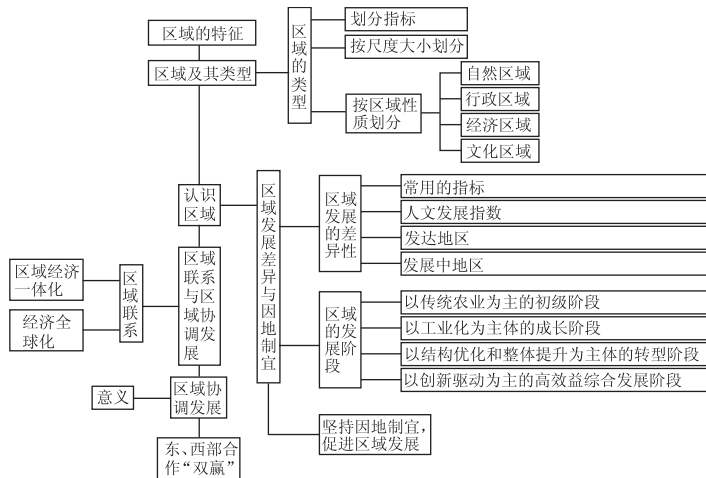 区域的特征
区域及其类型
区域的类型
划分指标
按尺度大小划分
按区域性
质划分
自然区域
行政区域
经济区域
文化区域
认识
区域
区域发展差异与因地制宜
区域
发展
的差
异性
常用的指标
人文发展指数
发达地区
发展中地区
区域
的发
展阶
段
以传统农业为主的初级阶段
以工业化为主体的成长阶段
以结构优化和整体提升为主体的转型阶段
以创新驱动为主的高效益综合发展阶段
坚持因地制宜,
促进区域发展
区域
联系
与区
域协
调发
展
区域联系
区域经济
一体化
经济全
球化
区域协
调发展
意义
东、西部合
作“双赢”